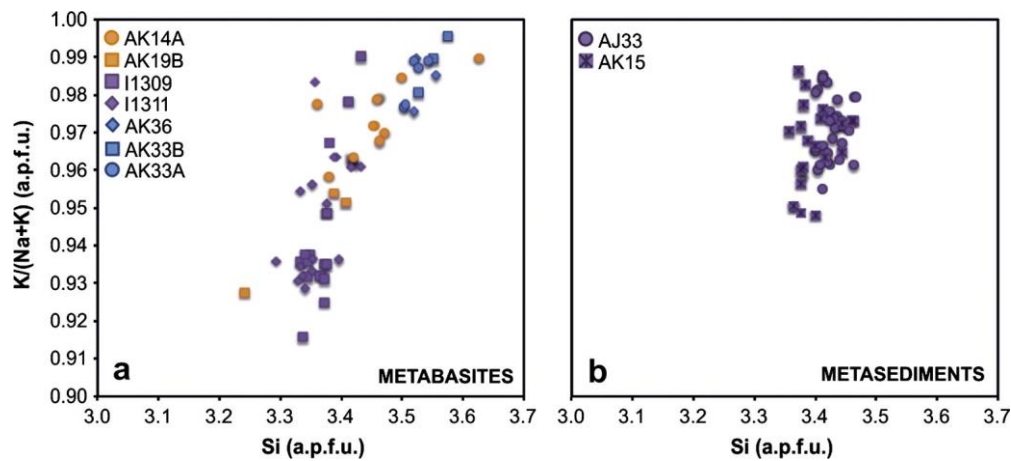 1.00
0.99
0.98
0.97
0.96
0.95
0.94
0.93
0.92
0.91
0.90
K/(Na+K) (a.p.f.u.)
AK14A
AK19B
I1309
I1311
AK36
AK33B
AK33A
a
METABASITES
3.0 3.1 3.2 3.3 3.4 3.5 3.6 3.7
Si (a.p.f.u.)
AJ33
AK15
b
METASEDIMENTS
3.0 3.1 3.2 3.3 3.4 3.5 3.6 3.7
Si (a.p.f.u.)